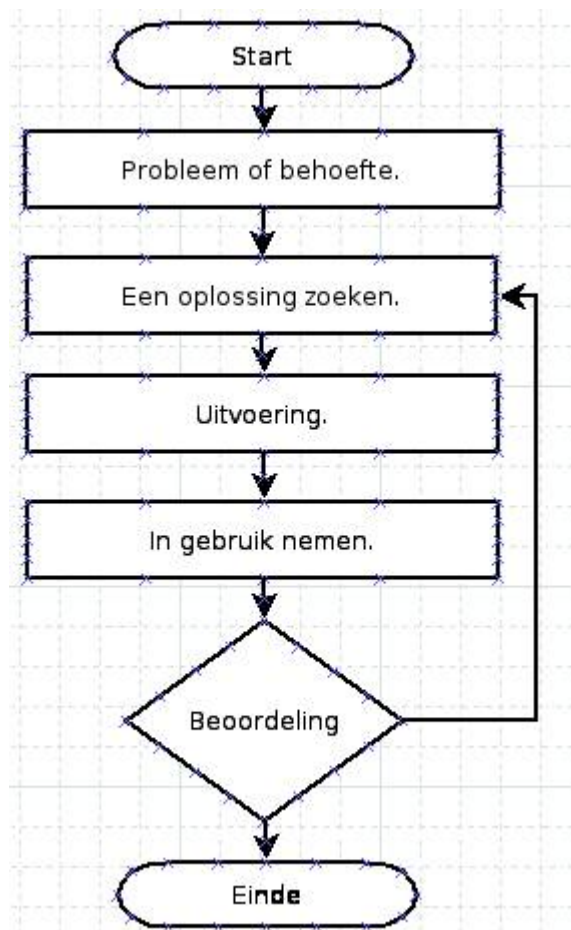 Start
Probleem of behoefte.
Een oplossing zoeken.
Uitvoering.
In gebruik nemen.
Beoordeling
Einde